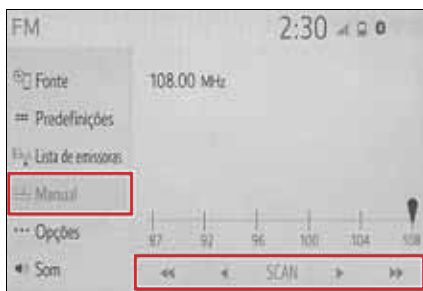 FM 2:30
Fonte
108.00 MHz
Predefinições
Lista de emissoras
Manual
Opções
87 92 96 100 104 108
Som
SCAN